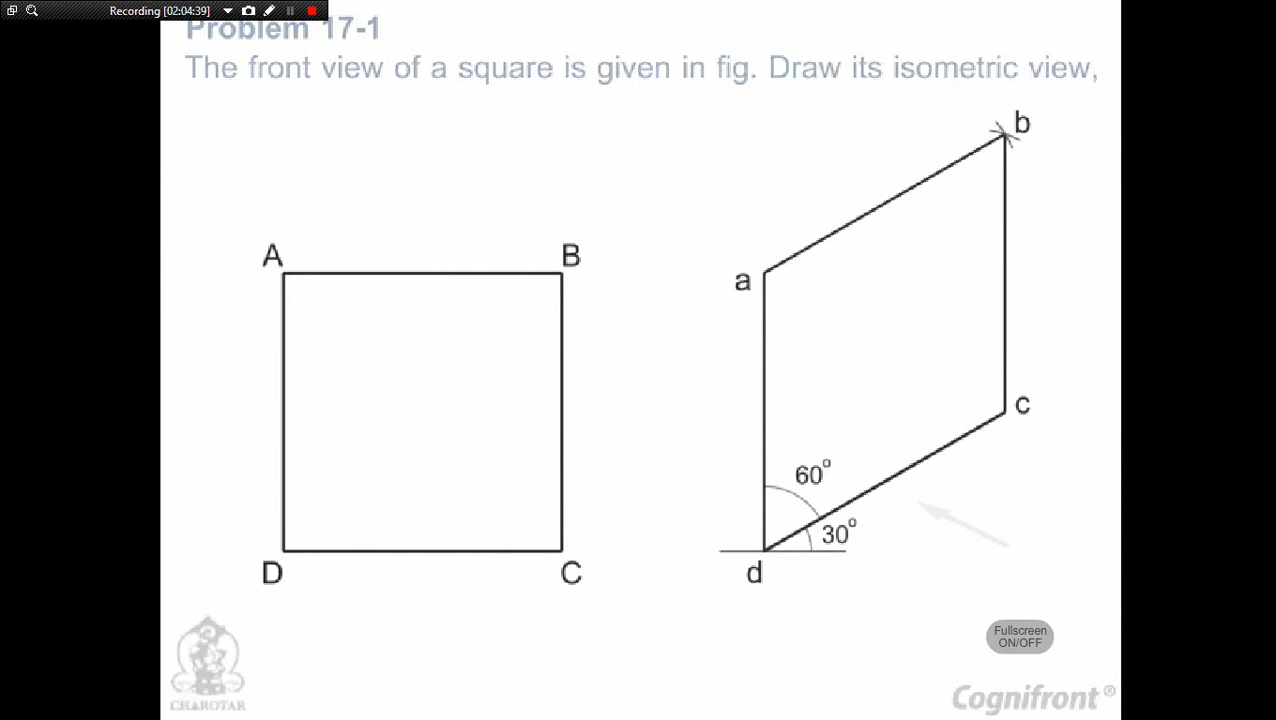 Recording [02:04:39]
Problem 17-1
The front view of a square is given in fig. Draw its isometric view,
b
A B
a
c
60°
30°
D C d
Fullscreen
ON/OFF
CHAROTAR
Cognifront®